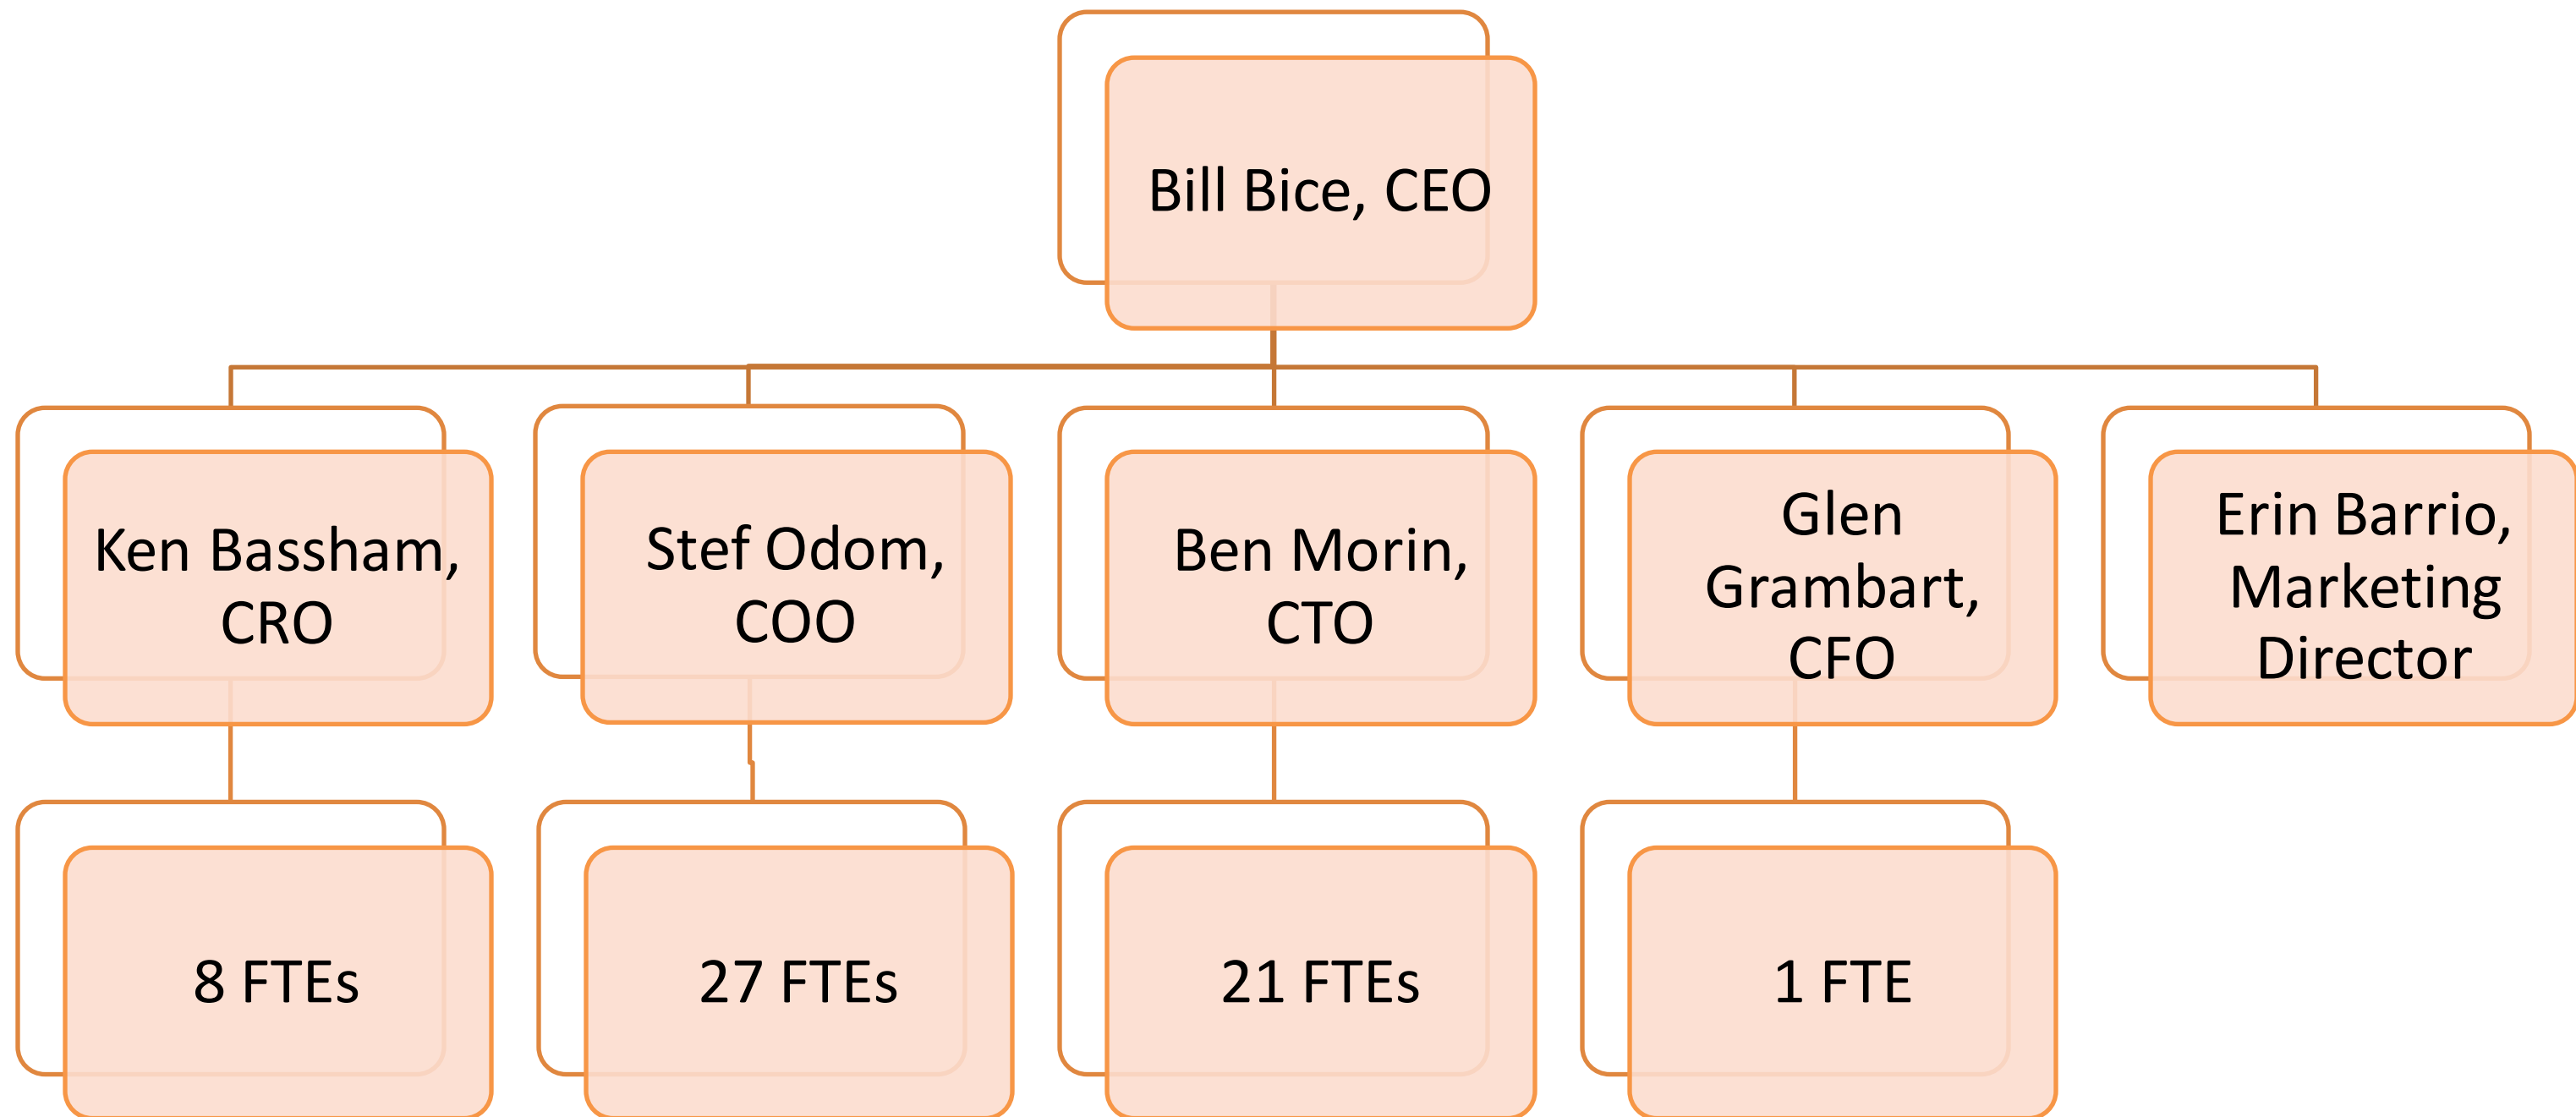 Bill Bice, CEO
Ken Bassham,
CRO
Stef Odom,
COO
Ben Morin,
CTO
Glen
Grambart,
CFO
Erin Barrio,
Marketing
Director
8 FTEs
27 FTEs
21 FTEs
1 FTE